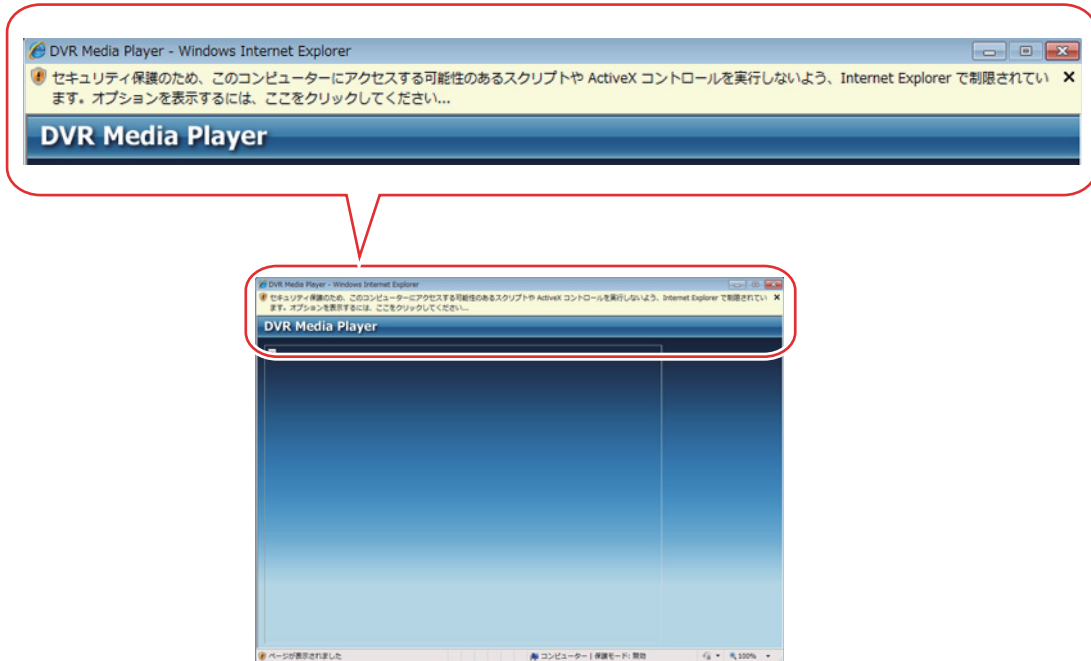 DVR Media Player - Windows Internet Explorer
セキュリティ保護のため、このコンピューターにアクセスする可能性のあるスクリプトや ActiveX コントロールを実行しないよう、Internet Explorer で制限されてい
ます。オプションを表示するには、ここをクリックしてください...
DVR Media Player
DVR Media Player - Windows Internet Explorer
セキュリティ保護のため、このコンピューターにアクセスする可能性のあるスクリプトや ActiveX コントロールを実行しないよう、Internet Explorer で制限されてい
ます。オプションを表示するには、ここをクリックしてください...
DVR Media Player
ページが表示されました
コンピューター | 保護モード: 無効
100%